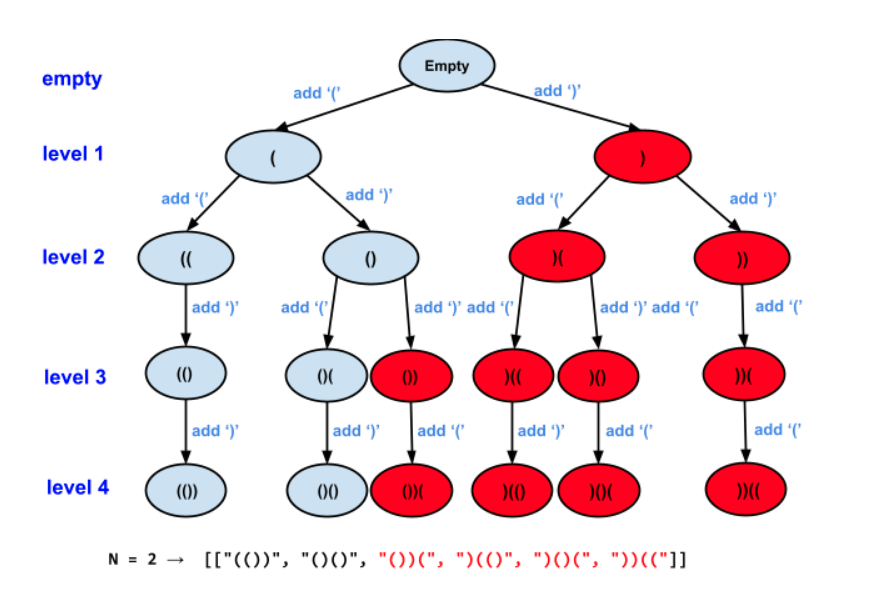 Empty
empty
add ‘(’ add ‘)’
level 1
( )
add ‘(’ add ‘)’ add ‘(’ add ‘)’
level 2
(( () )( ))
add ‘)’ add ‘(’ add ‘)’ add ‘(’ add ‘)’ add ‘(’ add ‘(’
level 3
(() ()( ()) )(( )() ))(
add ‘)’ add ‘)’ add ‘(’ add ‘)’ add ‘(’ add ‘(’
level 4
(()) ()() ())( )(() )()( ))((
N = 2 → [["(())", "()()", "())(", ")(()", ")()(", "))(("]]